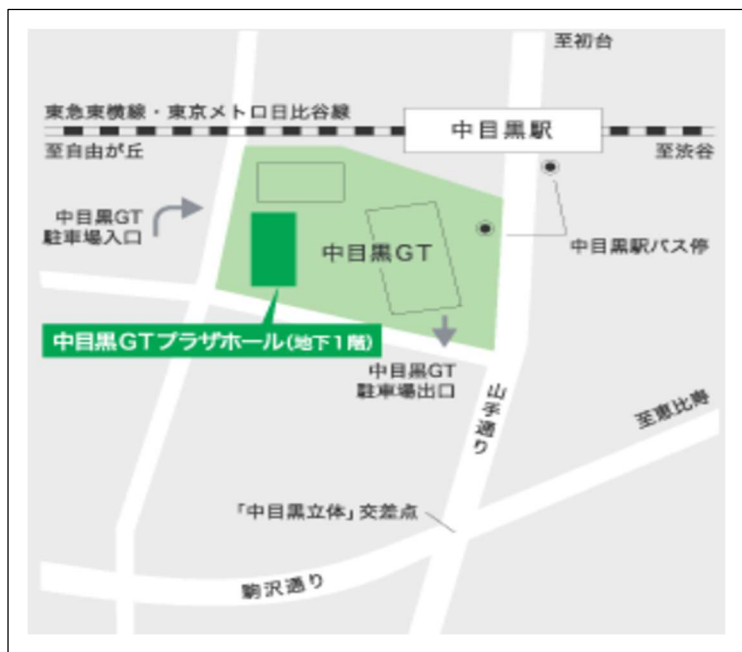 至初台
東急東横線・東京メトロ日比谷線
中目黒駅
至自由が丘
至渋谷
中目黒GT
駐車場入口
中目黒GT
中目黒駅バス停
中目黒GTプラザホール(地下1階)
中目黒GT
駐車場出口
山手通り
至恵比寿
「中目黒立体」交差点
駒沢通り